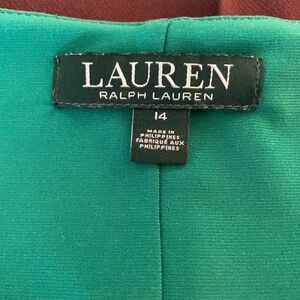 LAUREN
RALPH LAUREN
14
MADE IN
PHILIPPINES
FABRIQUÉ AUX
PHILIPPINES